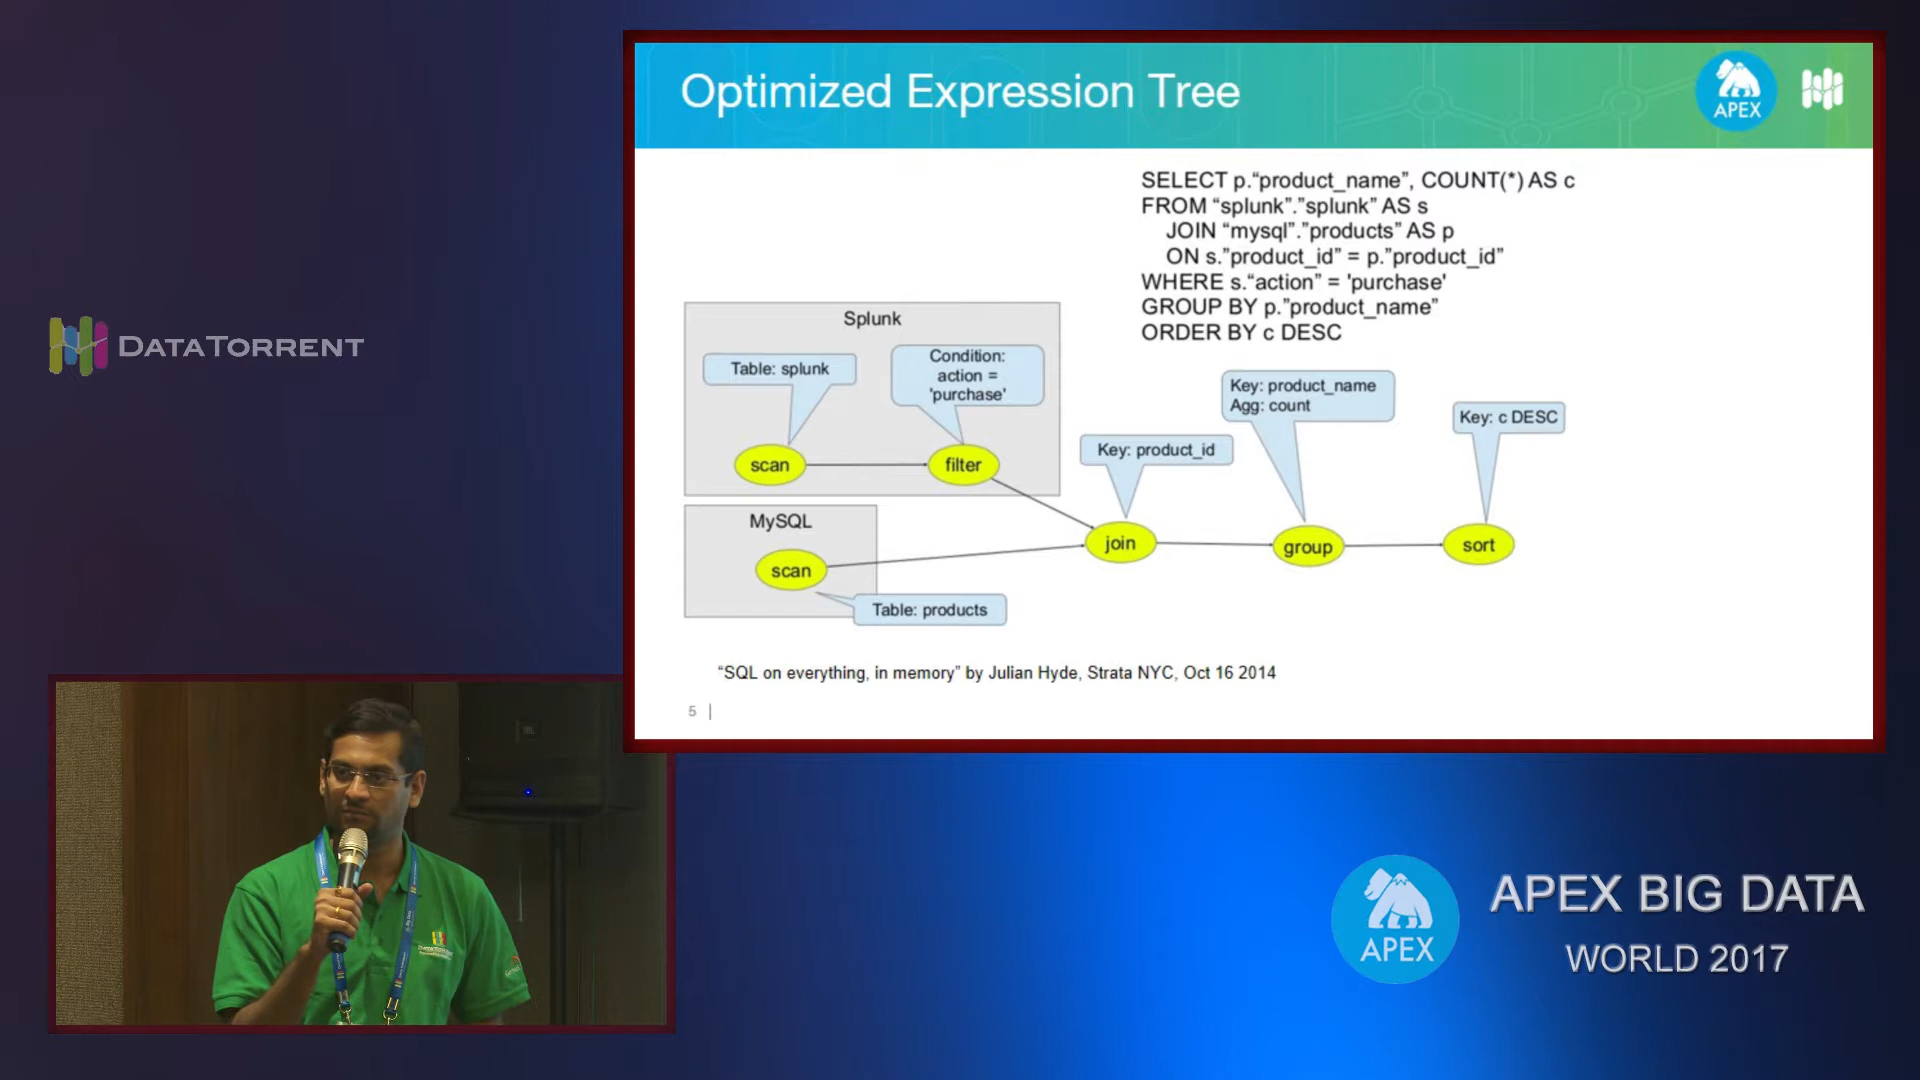 Optimized Expression Tree
APEX
SELECT p.“product_name”, COUNT(*) AS c
FROM “splunk”.”splunk” AS s
JOIN “mysql”.”products” AS p
ON s.”product_id” = p.”product_id”
WHERE s.“action” = 'purchase'
GROUP BY p.”product_name”
ORDER BY c DESC
Splunk
Table: splunk
Condition:
action =
'purchase'
scan
filter
Key: product_id
Key: product_name
Agg: count
Key: c DESC
MySQL
scan
Table: products
join
group
sort
“SQL on everything, in memory” by Julian Hyde, Strata NYC, Oct 16 2014
5 |
DATATORRENT
APEX
APEX BIG DATA
WORLD 2017
JBL
DATATORRENT